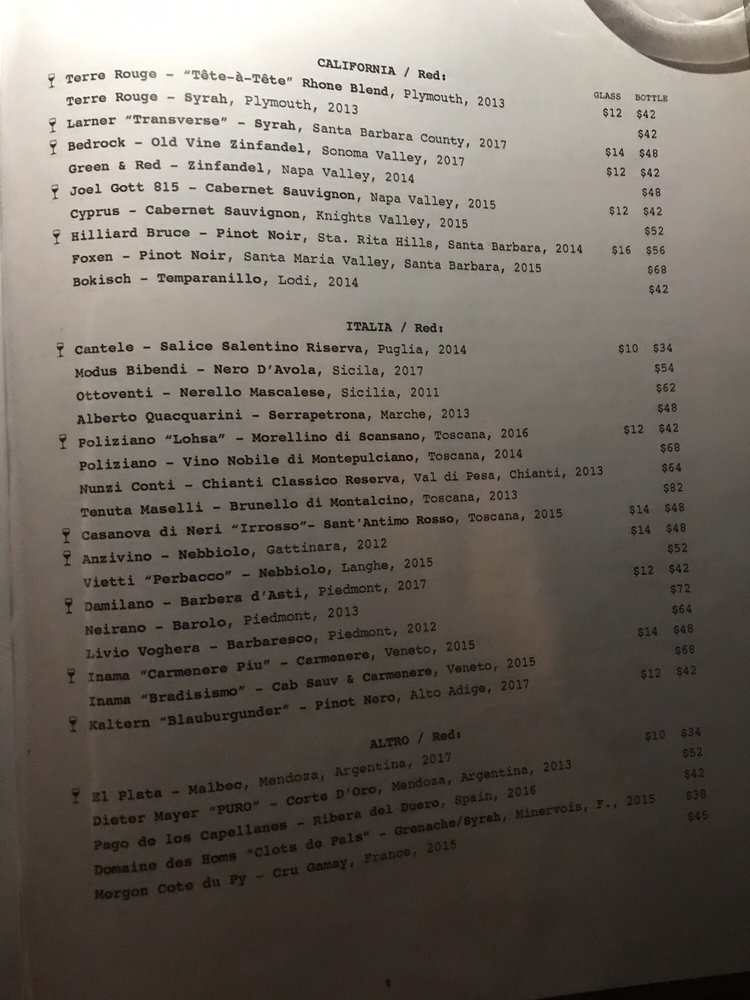 CALIFORNIA / Red:
GLASS BOTTLE
Terre Rouge – “Tête-à-Tête” Rhone Blend, Plymouth, 2013 $12 $42
Terre Rouge – Syrah, Plymouth, 2013 $42
Larner “Transverse” – Syrah, Santa Barbara County, 2017 $14 $48
Bedrock – Old Vine Zinfandel, Sonoma Valley, 2017 $12 $42
Green & Red – Zinfandel, Napa Valley, 2014 $48
Joel Gott 815 – Cabernet Sauvignon, Napa Valley, 2015 $12 $42
Cyprus – Cabernet Sauvignon, Knights Valley, 2015 $52
Hilliard Bruce – Pinot Noir, Sta. Rita Hills, Santa Barbara, 2014 $16 $56
Foxen – Pinot Noir, Santa Maria Valley, Santa Barbara, 2015 $68
Bokisch – Temparanillo, Lodi, 2014 $42
ITALIA / Red:
Cantele – Salice Salentino Riserva, Puglia, 2014 $10 $34
Modus Bibendi – Nero D’Avola, Sicila, 2017 $54
Ottoventi – Nerello Mascalese, Sicilia, 2011 $62
Alberto Quacquarini – Serrapetrona, Marche, 2013 $48
Poliziano “Lohsa” – Morellino di Scansano, Toscana, 2016 $12 $42
Poliziano – Vino Nobile di Montepulciano, Toscana, 2014 $68
Nunzi Conti – Chianti Classico Reserva, Val di Pesa, Chianti, 2013 $64
Tenuta Maselli – Brunello di Montalcino, Toscana, 2013 $82
Casanova di Neri “Irrosso”– Sant’Antimo Rosso, Toscana, 2015 $14 $48
Anzivino – Nebbiolo, Gattinara, 2012 $14 $48
Vietti “Perbacco” – Nebbiolo, Langhe, 2015 $52
Damilano – Barbera d’Asti, Piedmont, 2017 $12 $42
Neirano – Barolo, Piedmont, 2013 $72
Livio Voghera – Barbaresco, Piedmont, 2012 $64
Inama “Carmenere Piu” – Carmenere, Veneto, 2015 $14 $48
Inama “Bradisismo” – Cab Sauv & Carmenere, Veneto, 2015 $68
Kaltern “Blauburgunder” – Pinot Nero, Alto Adige, 2017 $12 $42
ALTRO / Red:
El Plata – Malbec, Mendoza, Argentina, 2017 $10 $34
Dieter Mayer “PURO” – Corte D’Oro, Mendoza, Argentina, 2013 $52
Pago de los Capellanes – Ribera del Duero, Spain, 2016 $42
Domaine des Homs “Clots de Pals” – Grenache/Syrah, Minervois, F., 2015 $38
Morgon Cote du Py – Cru Gamay, France, 2015 $45